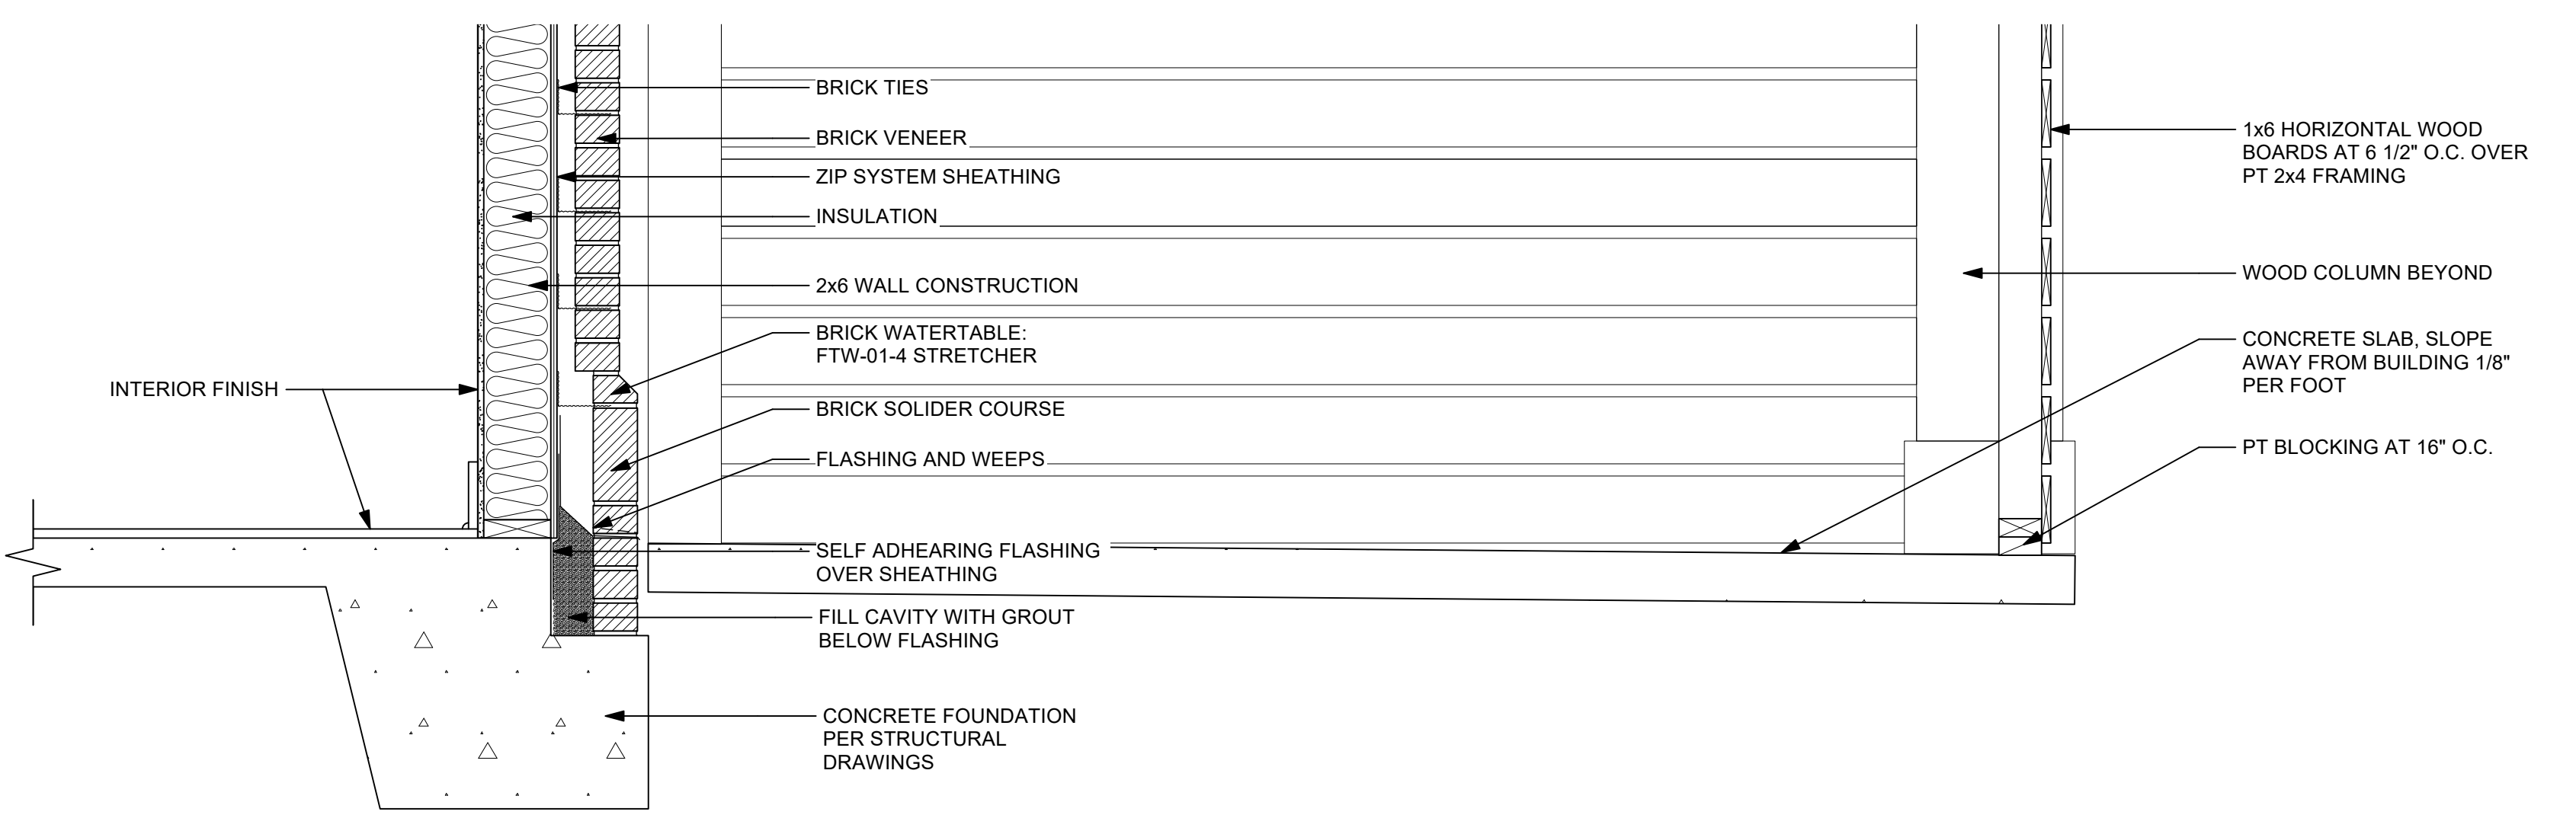 BRICK TIES
BRICK VENEER
ZIP SYSTEM SHEATHING
INSULATION
2x6 WALL CONSTRUCTION
BRICK WATERTABLE:
FTW-01-4 STRETCHER
INTERIOR FINISH
BRICK SOLIDER COURSE
FLASHING AND WEEPS
SELF ADHEARING FLASHING
OVER SHEATHING
FILL CAVITY WITH GROUT
BELOW FLASHING
CONCRETE FOUNDATION
PER STRUCTURAL
DRAWINGS
1x6 HORIZONTAL WOOD
BOARDS AT 6 1/2" O.C. OVER
PT 2x4 FRAMING
WOOD COLUMN BEYOND
CONCRETE SLAB, SLOPE
AWAY FROM BUILDING 1/8"
PER FOOT
PT BLOCKING AT 16" O.C.